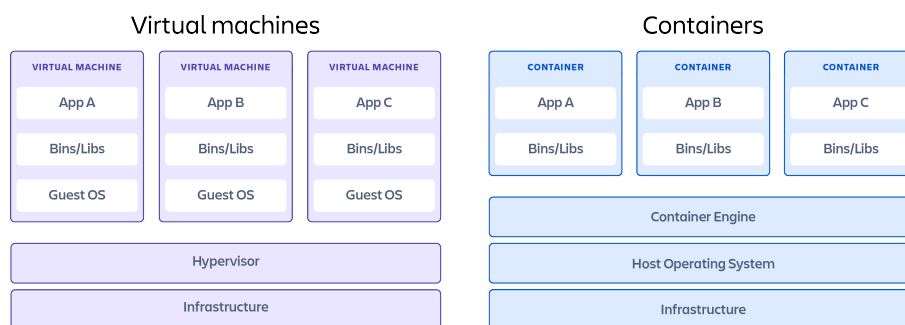 Virtual machines
VIRTUAL MACHINE
App A
Bins/Libs
Guest OS
VIRTUAL MACHINE
App B
Bins/Libs
Guest OS
VIRTUAL MACHINE
App C
Bins/Libs
Guest OS
Hypervisor
Infrastructure
Containers
CONTAINER
App A
Bins/Libs
CONTAINER
App B
Bins/Libs
CONTAINER
App C
Bins/Libs
Container Engine
Host Operating System
Infrastructure